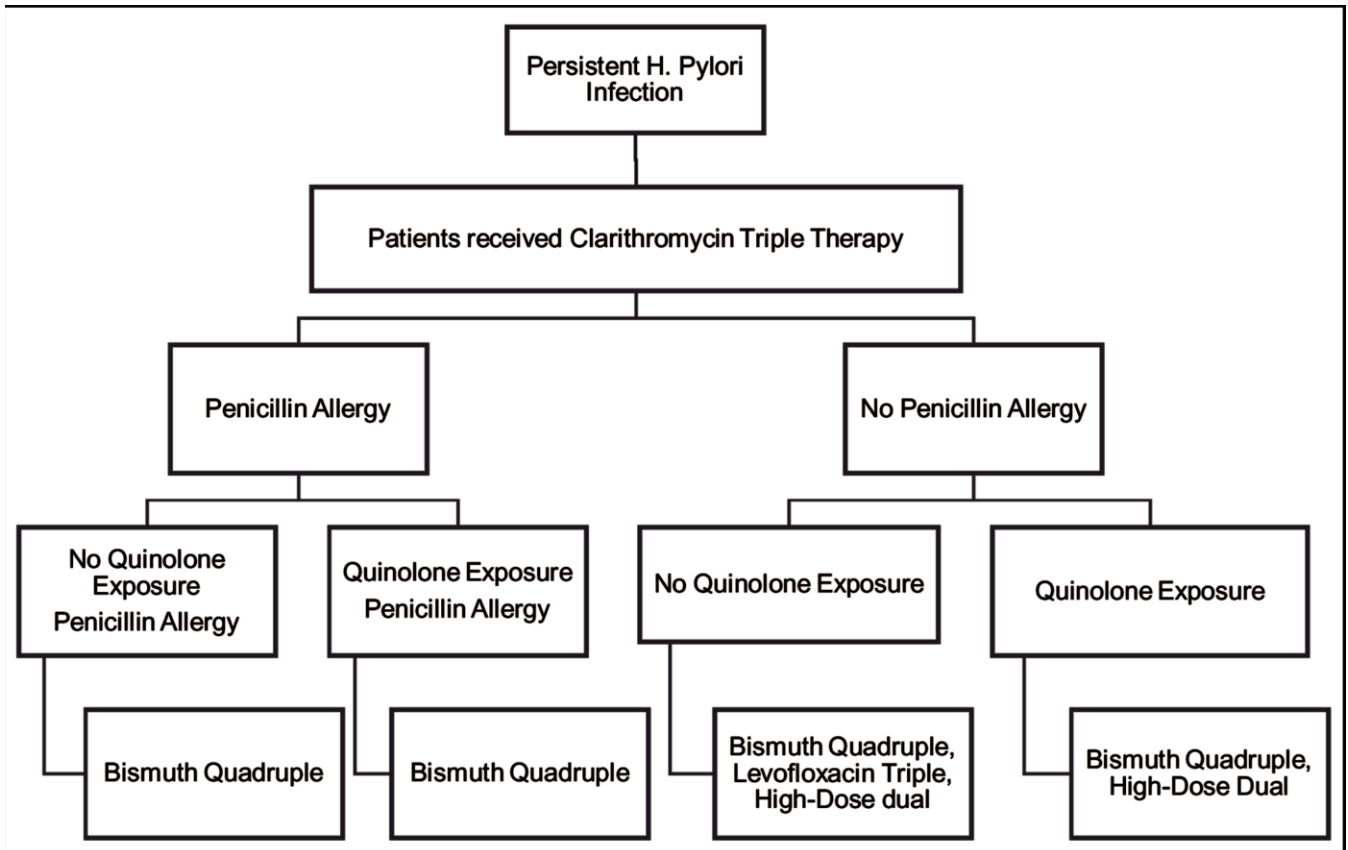 Persistent H. Pylori
Infection
Patients received Clarithromycin Triple Therapy
Penicillin Allergy
No Penicillin Allergy
No Quinolone
Exposure
Penicillin Allergy
Quinolone Exposure
Penicillin Allergy
No Quinolone Exposure
Quinolone Exposure
Bismuth Quadruple
Bismuth Quadruple
Bismuth Quadruple,
Levofloxacin Triple,
High-Dose dual
Bismuth Quadruple,
High-Dose Dual